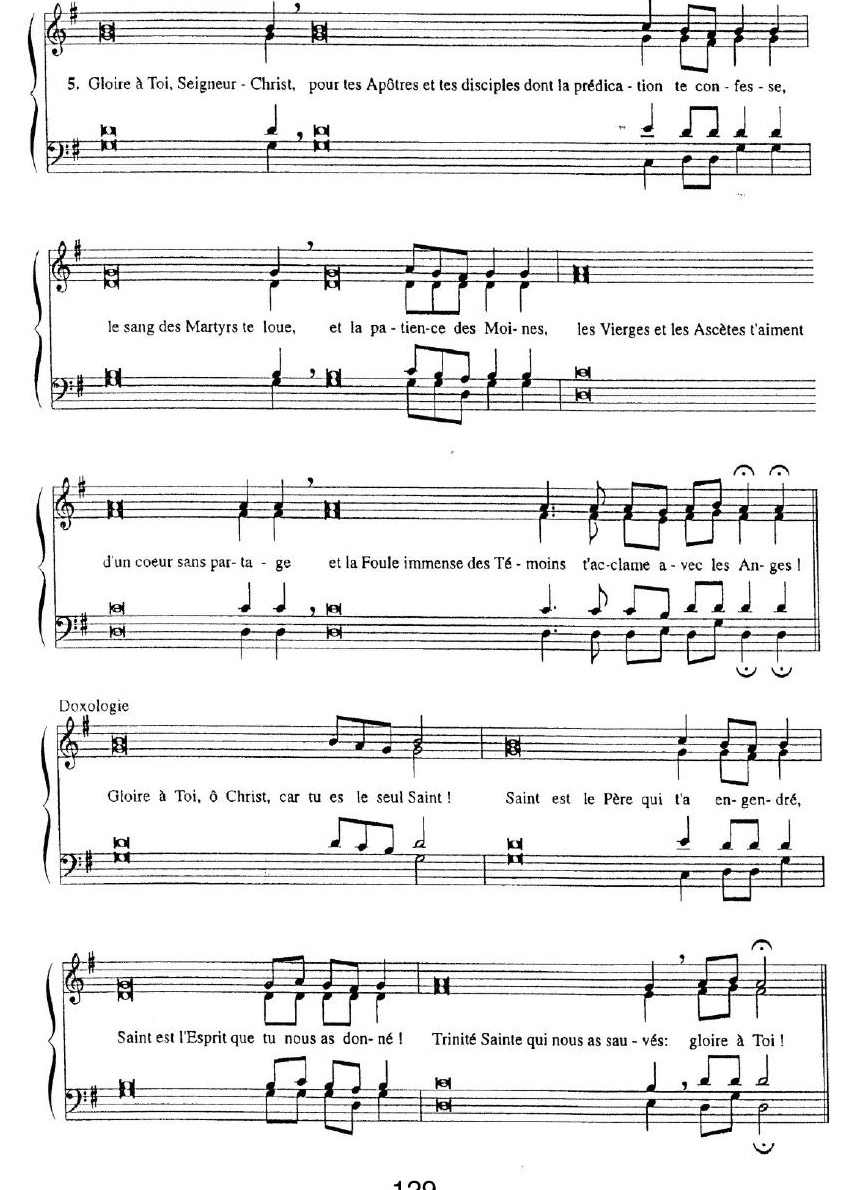 5. Gloire à Toi, Seigneur - Christ, pour tes Apôtres et tes disciples dont la prédica - tion te con - fes - se,
le sang des Martyrs te loue, et la pa - tien-ce des Moi- nes, les Vierges et les Ascètes t'aiment
d'un coeur sans par- ta - ge et la Foule immense des Té - moins t'ac-clame a - vec les An- ges !
Doxologie
Gloire à Toi, ô Christ, car tu es le seul Saint ! Saint est le Père qui t'a en- gen- dré,
Saint est l'Esprit que tu nous as don- né ! Trinité Sainte qui nous as sau - vés: gloire à Toi !